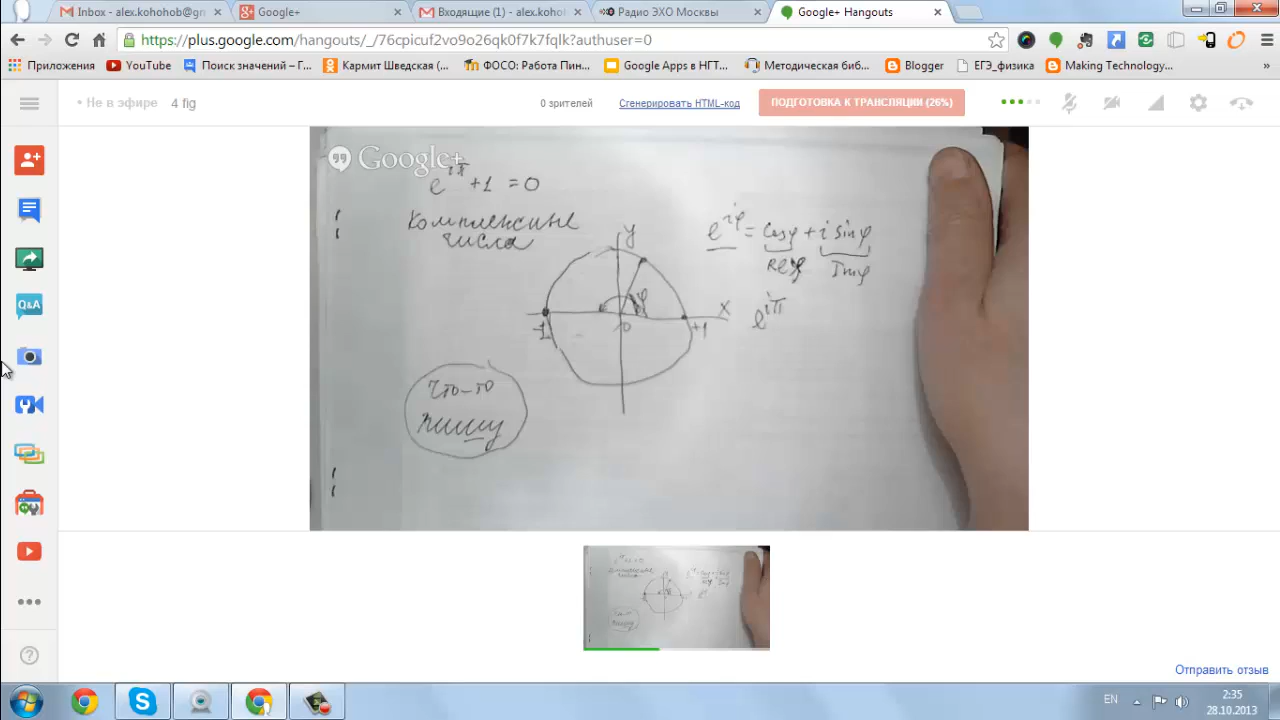 Inbox - alex.kohohob@gm
Google+
Входящие (1) - alex.koho
Радио ЭХО Москвы
Google+ Hangouts
https://plus.google.com/hangouts/_/76cpicuf2vo9o26qk0f7k7fqlk?authuser=0
Приложения
YouTube
Поиск значений – Г...
Кармит Шведская (...
ФОСО: Работа Пин...
Google Apps в НГТ...
Методическая биб...
Blogger
ЕГЭ_физика
Making Technology...
»
• Не в эфире
4 fig
0 зрителей
Сгенерировать HTML-код
ПОДГОТОВКА К ТРАНСЛЯЦИИ (26%)
Google+
e^iπ +1 = 0
Комплексные
числа
y
e^iφ = cosφ + i sinφ
Reφ Imφ
φ
-1 0 +1 x
e^iπ
Что-то
пишу
Q&A
Отправить отзыв
EN
2:35
28.10.2013